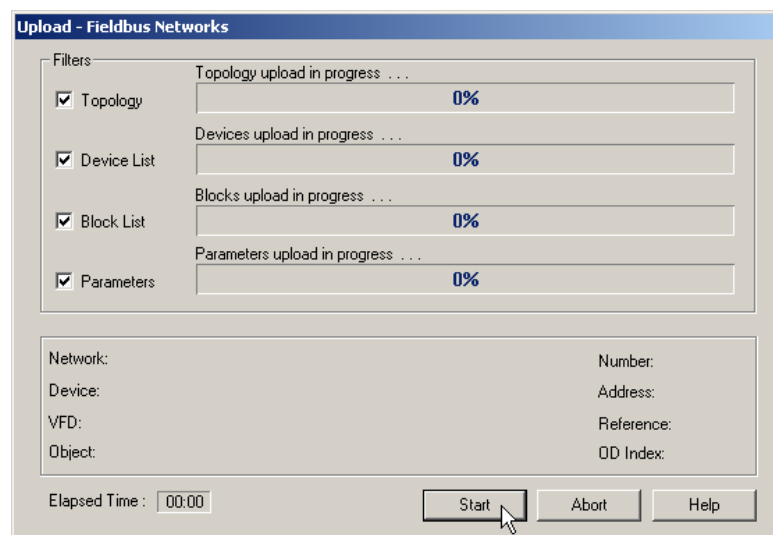 Upload - Fieldbus Networks
Filters
Topology upload in progress . . .
Topology
0%
Devices upload in progress . . .
Device List
0%
Blocks upload in progress . . .
Block List
0%
Parameters upload in progress . . .
Parameters
0%
Network:
Number:
Device:
Address:
VFD:
Reference:
Object:
OD Index:
Elapsed Time : 00:00
Start
Abort
Help